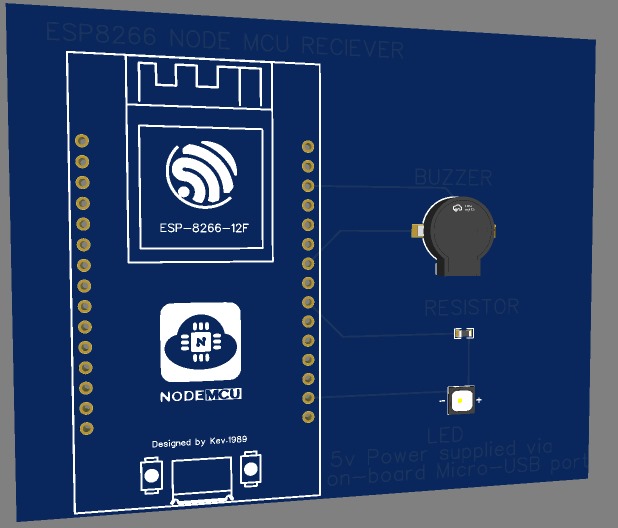 ESP8266 NODE MCU RECIEVER
ESP-8266-12F
N
NODEMCU
Designed by Kev-1989
BUZZER
RESISTOR
- +
LED
5v Power supplied via
on-board Micro-USB port